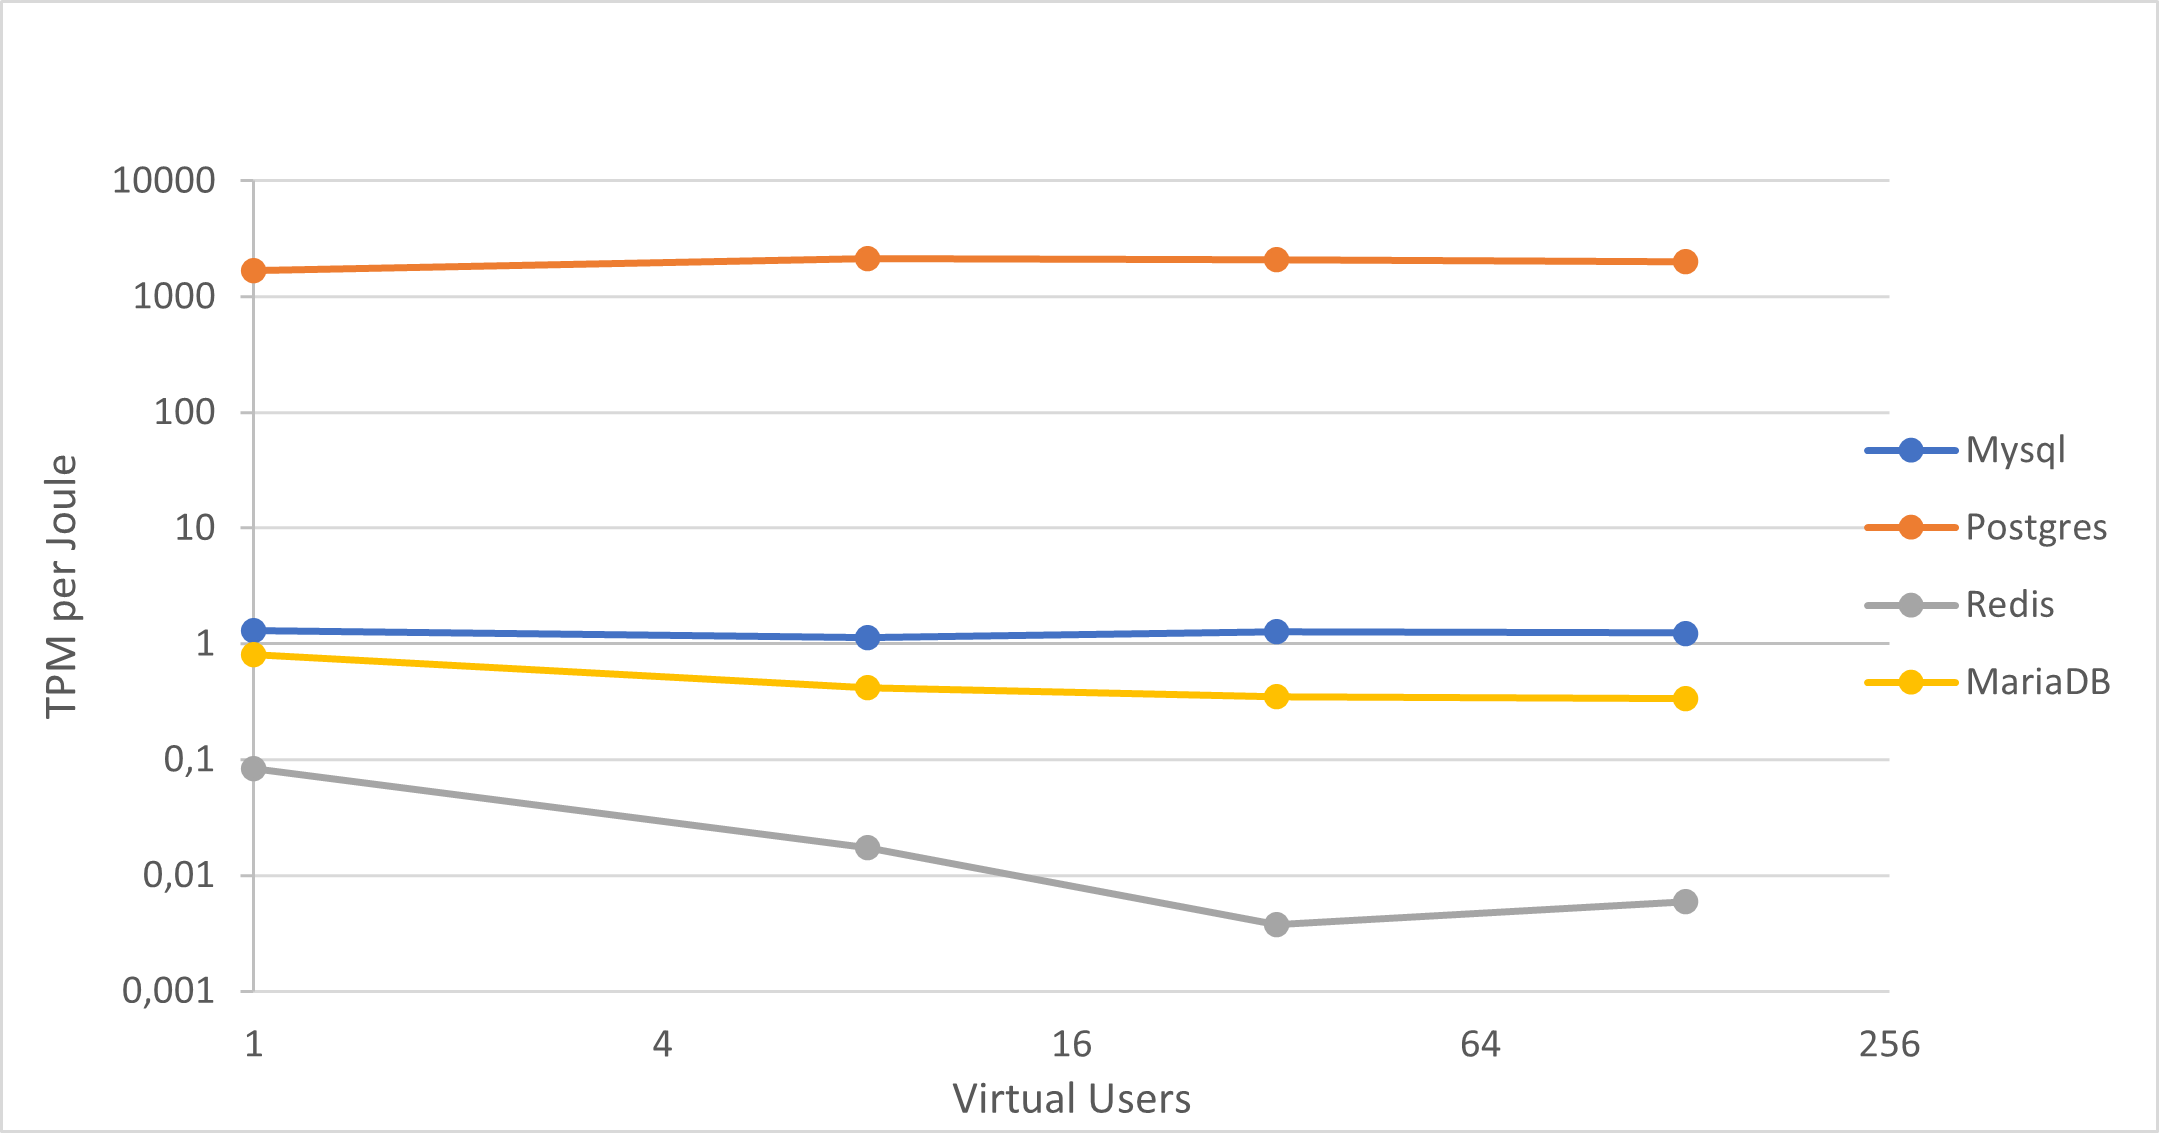 10000
1000
100
10
1
0,1
0,01
0,001
TPM per Joule
1 4 16 64 256
Virtual Users
Mysql
Postgres
Redis
MariaDB